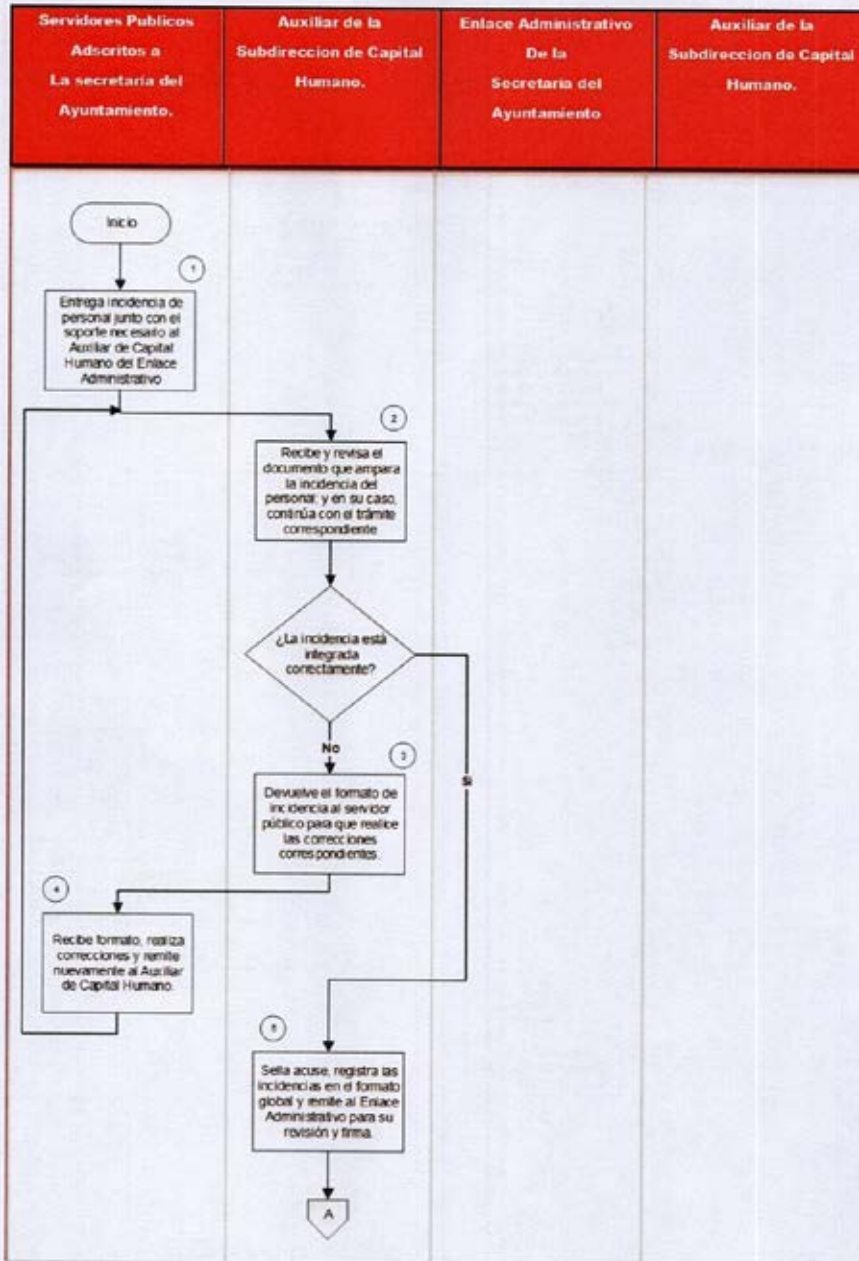 Servidores Publicos
Adscritos a
La secretaría del
Ayuntamiento.
Auxiliar de la
Subdireccion de Capital
Humano.
Enlace Administrativo
De la
Secretaria del
Ayuntamiento
Auxiliar de la
Subdireccion de Capital
Humano.
Inicio
1
Entrega incidencia de
personal junto con el
soporte necesario al
Auxiliar de Capital
Humano del Enlace
Administrativo
2
Recibe y revisa el
documento que ampara
la incidencia del
personal; y en su caso,
continúa con el trámite
correspondiente
¿La incidencia está
integrada
correctamente?
No
Si
3
Devuelve el formato de
incidencia al servidor
público para que realice
las correcciones
correspondientes.
4
Recibe formato, realiza
correcciones y remite
nuevamente al Auxiliar
de Capital Humano.
5
Sella acuse, registra las
incidencias en el formato
global y remite al Enlace
Administrativo para su
revisión y firma.
A